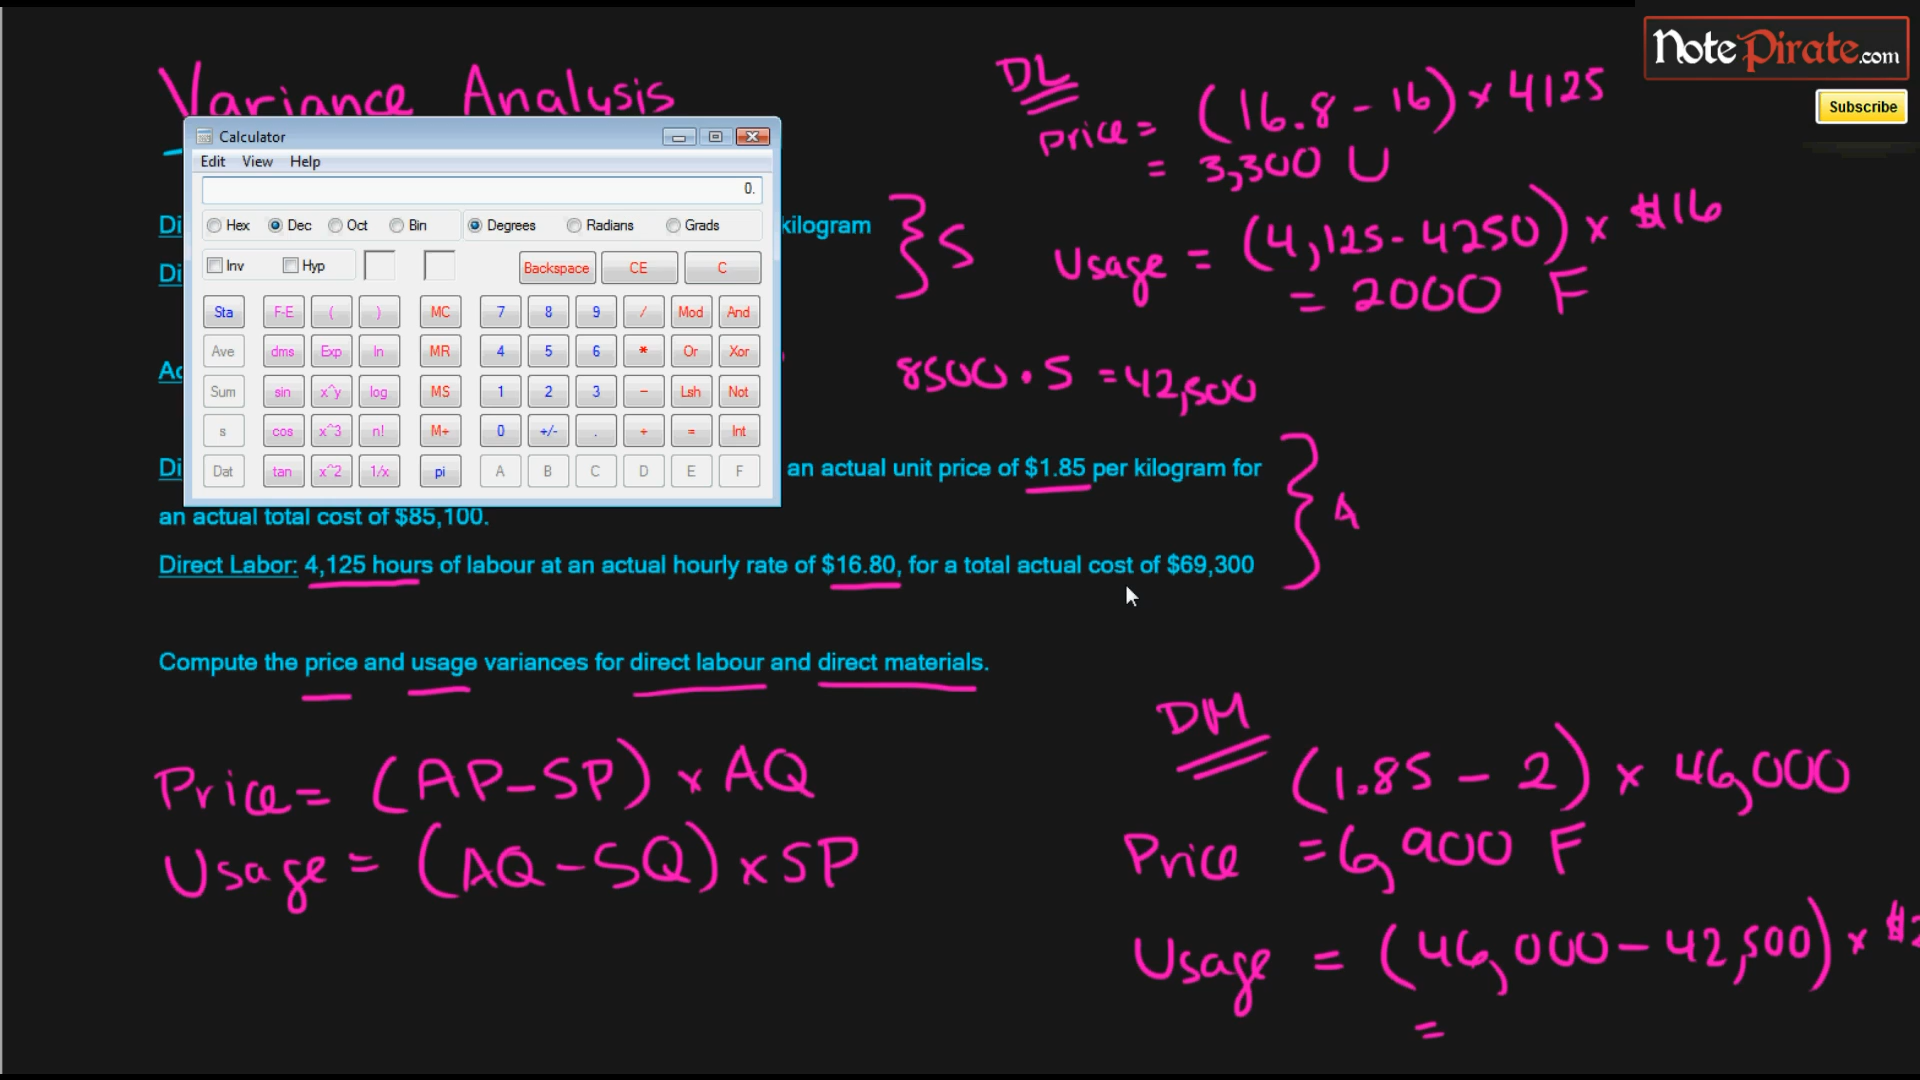 NotePirate.com
Subscribe
Variance Analysis
Calculator
Edit View Help
0.
Hex Dec Oct Bin Degrees Radians Grads
Inv Hyp Backspace CE C
Sta F-E ( ) MC 7 8 9 / Mod And
Ave dms Exp ln MR 4 5 6 * Or Xor
Sum sin x^y log MS 1 2 3 - Lsh Not
s cos x^3 n! M+ 0 +/- . + = Int
Dat tan x^2 1/x pi A B C D E F
Di
kilogram
Di
} S
Ac
Di
an actual unit price of $1.85 per kilogram for
an actual total cost of $85,100.
Direct Labor: 4,125 hours of labour at an actual hourly rate of $16.80, for a total actual cost of $69,300
} A
Compute the price and usage variances for direct labour and direct materials.
Price = (AP - SP) x AQ
Usage = (AQ - SQ) x SP
DL
Price = (16.8 - 16) x 4125
= 3,300 U
Usage = (4,125 - 4250) x $16
= 2000 F
8500 · 5 = 42,500
DM
(1.85 - 2) x 46,000
Price = 6,900 F
Usage = (46,000 - 42,500) x $2
=